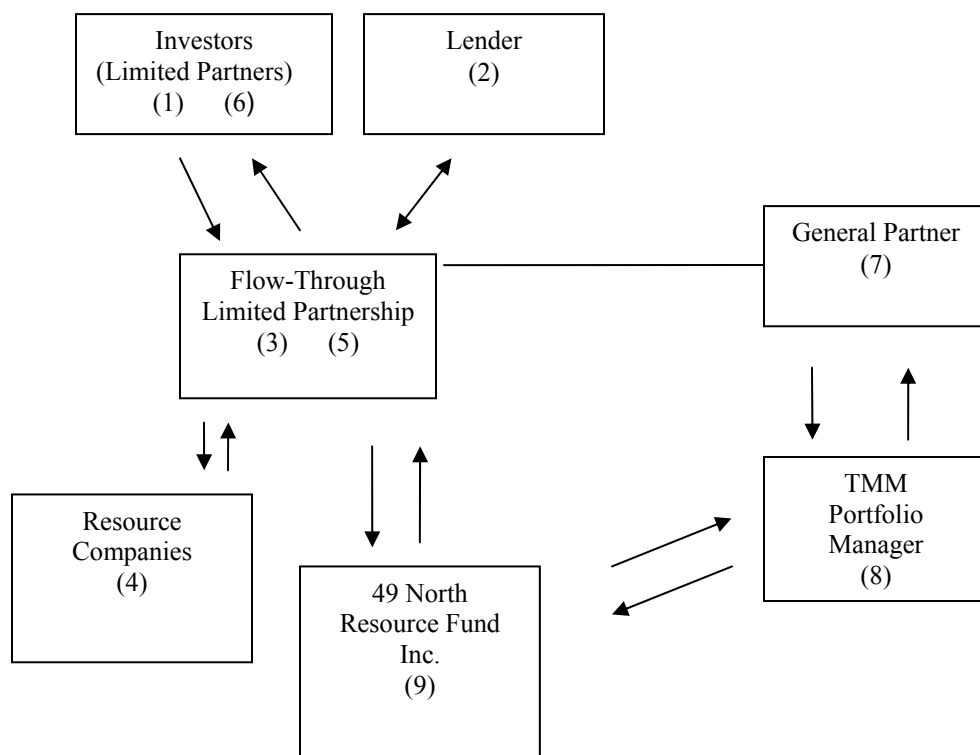 Investors
(Limited Partners)
(1) (6)
Lender
(2)
General Partner
(7)
Flow-Through
Limited Partnership
(3) (5)
TMM
Portfolio
Manager
(8)
Resource
Companies
(4)
49 North
Resource Fund
Inc.
(9)